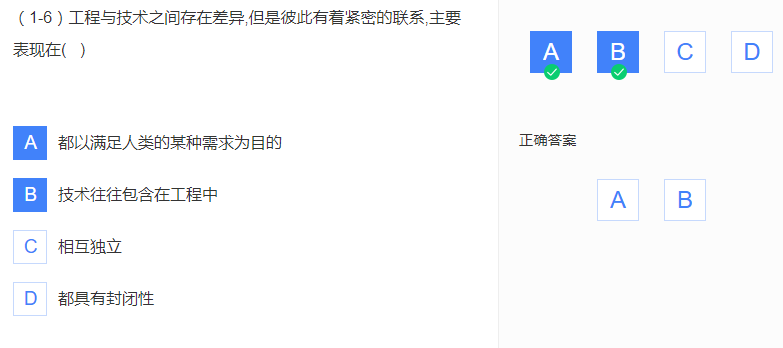 （1-6）工程与技术之间存在差异,但是彼此有着紧密的联系,主要
表现在(   )
A 都以满足人类的某种需求为目的
B 技术往往包含在工程中
C 相互独立
D 都具有封闭性
A B C D
正确答案
A B